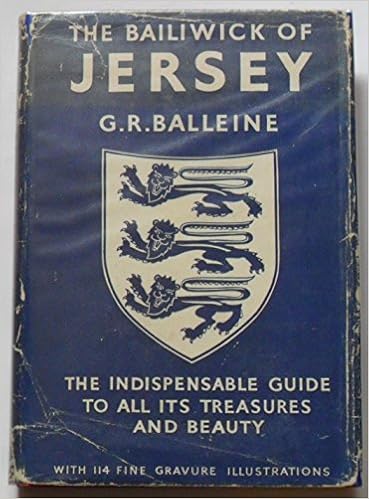 THE BAILIWICK OF
JERSEY
G.R.BALLEINE
THE INDISPENSABLE GUIDE
TO ALL ITS TREASURES
AND BEAUTY
WITH 114 FINE GRAVURE ILLUSTRATIONS